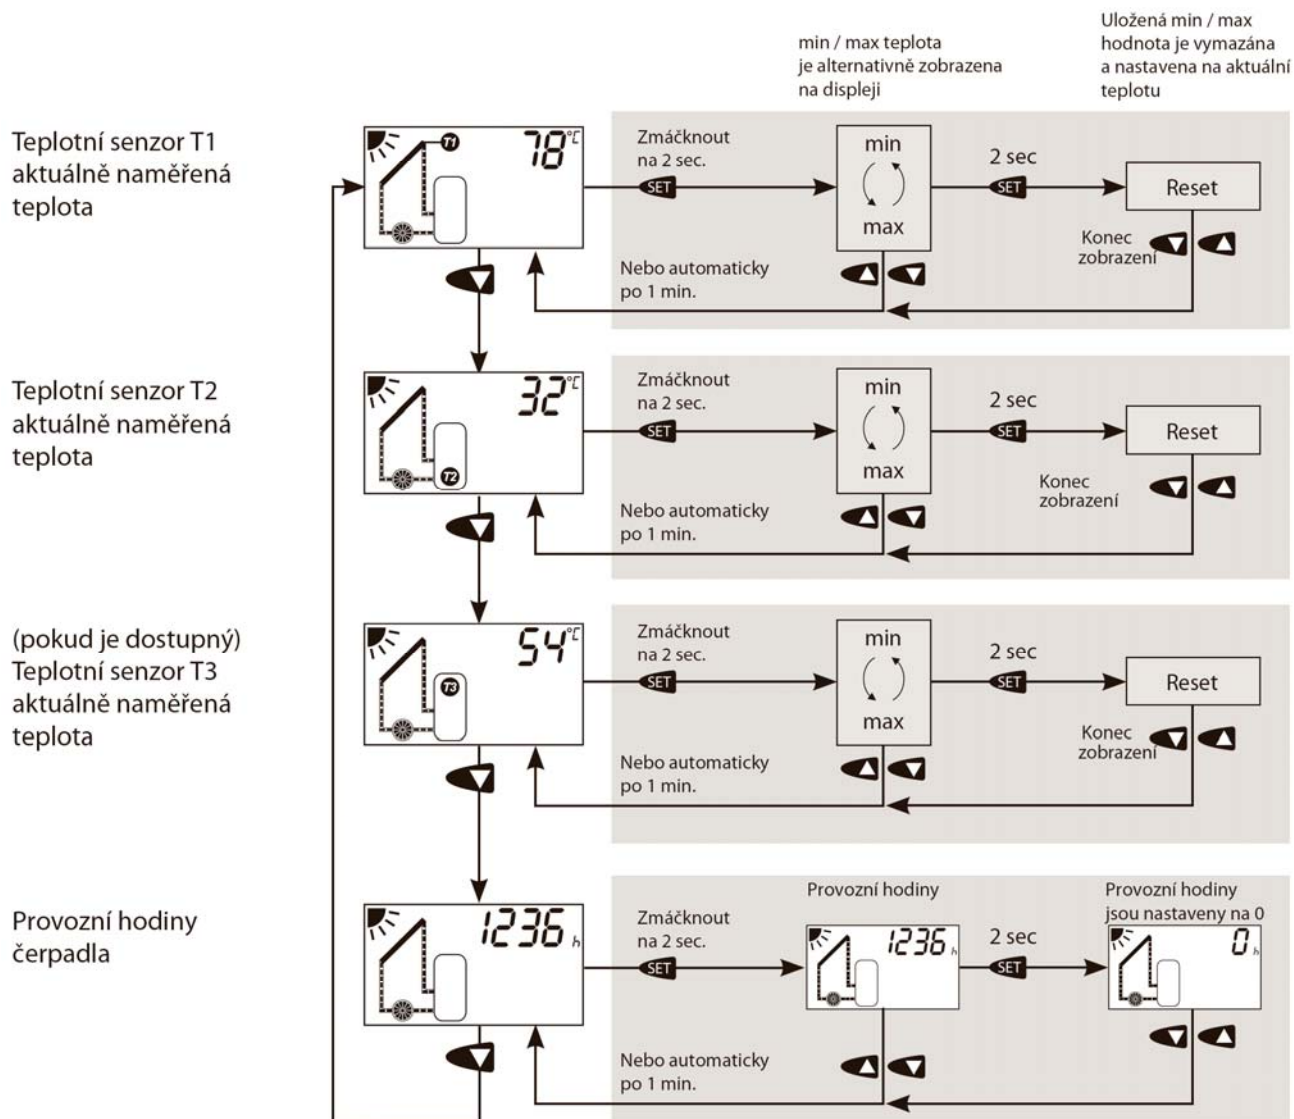 min / max teplota
je alternativně zobrazena
na displeji
Uložená min / max
hodnota je vymazána
a nastavena na aktuální
teplotu
Teplotní senzor T1
aktuálně naměřená
teplota
T1
78°C
Zmáčknout
na 2 sec.
SET
min
max
2 sec
SET
Reset
Konec
zobrazení
Nebo automaticky
po 1 min.
Teplotní senzor T2
aktuálně naměřená
teplota
32°C
T2
Zmáčknout
na 2 sec.
SET
min
max
2 sec
SET
Reset
Konec
zobrazení
Nebo automaticky
po 1 min.
(pokud je dostupný)
Teplotní senzor T3
aktuálně naměřená
teplota
54°C
T3
Zmáčknout
na 2 sec.
SET
min
max
2 sec
SET
Reset
Konec
zobrazení
Nebo automaticky
po 1 min.
Provozní hodiny
čerpadla
1236 h
Zmáčknout
na 2 sec.
SET
Provozní hodiny
1236 h
2 sec
SET
Provozní hodiny
jsou nastaveny na 0
0 h
Nebo automaticky
po 1 min.